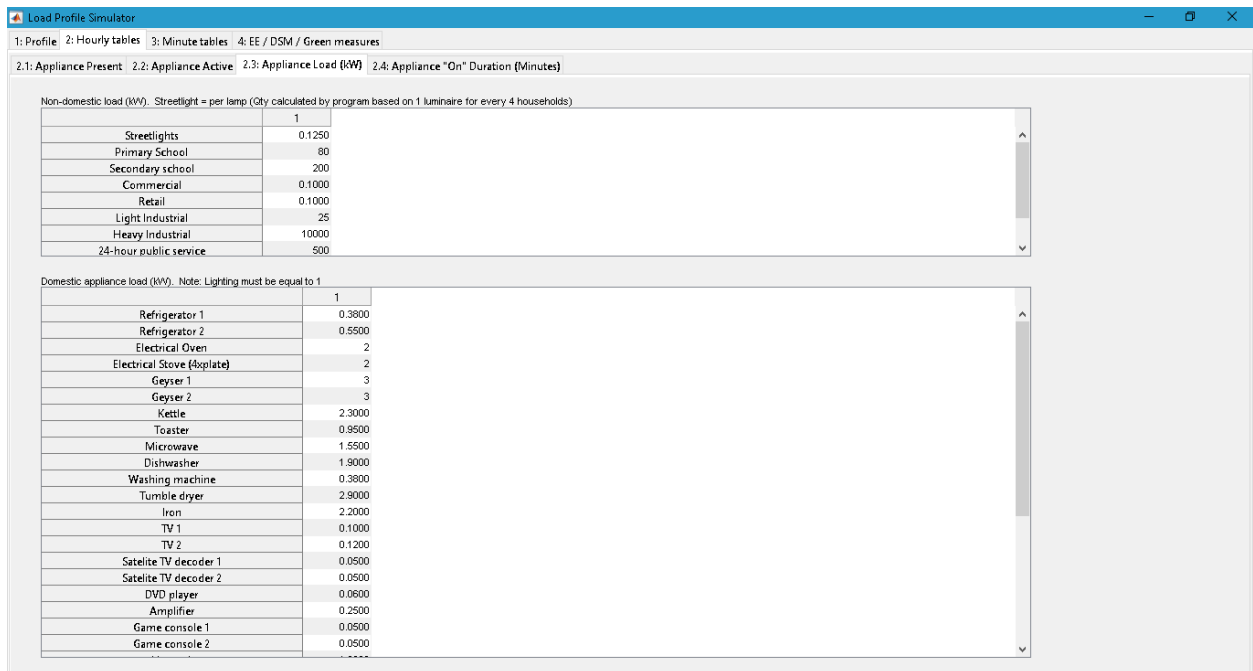 Load Profile Simulator
1: Profile 2: Hourly tables 3: Minute tables 4: EE / DSM / Green measures
2.1: Appliance Present 2.2: Appliance Active 2.3: Appliance Load (kW) 2.4: Appliance "On" Duration (Minutes)
Non-domestic load (kW). Streetlight = per lamp (Qty calculated by program based on 1 luminaire for every 4 households)
1
Streetlights 0.1250
Primary School 80
Secondary school 200
Commercial 0.1000
Retail 0.1000
Light Industrial 25
Heavy Industrial 10000
24-hour public service 500
Domestic appliance load (kW). Note: Lighting must be equal to 1
1
Refrigerator 1 0.3800
Refrigerator 2 0.5500
Electrical Oven 2
Electrical Stove (4xplate) 2
Geyser 1 3
Geyser 2 3
Kettle 2.3000
Toaster 0.9500
Microwave 1.5500
Dishwasher 1.9000
Washing machine 0.3800
Tumble dryer 2.9000
Iron 2.2000
TV 1 0.1000
TV 2 0.1200
Satelite TV decoder 1 0.0500
Satelite TV decoder 2 0.0500
DVD player 0.0600
Amplifier 0.2500
Game console 1 0.0500
Game console 2 0.0500